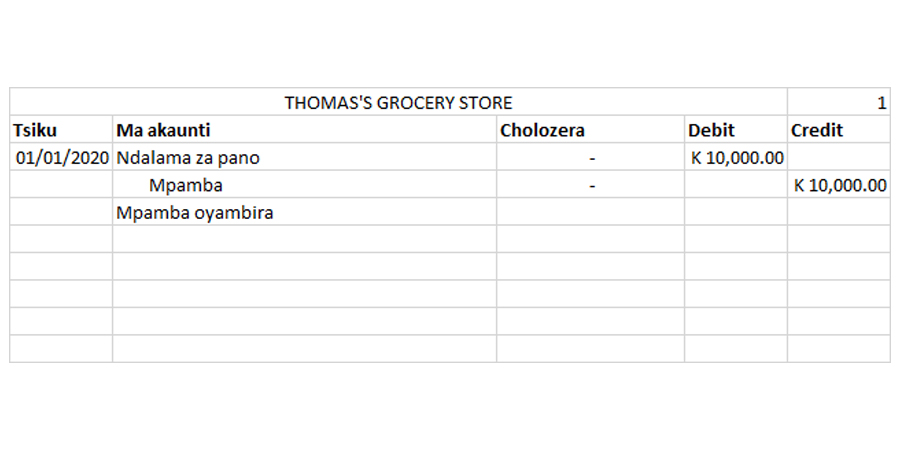 THOMAS'S GROCERY STORE 1
Tsiku Ma akaunti Cholozera Debit Credit
01/01/2020 Ndalama za pano - K 10,000.00
Mpamba - K 10,000.00
Mpamba oyambira